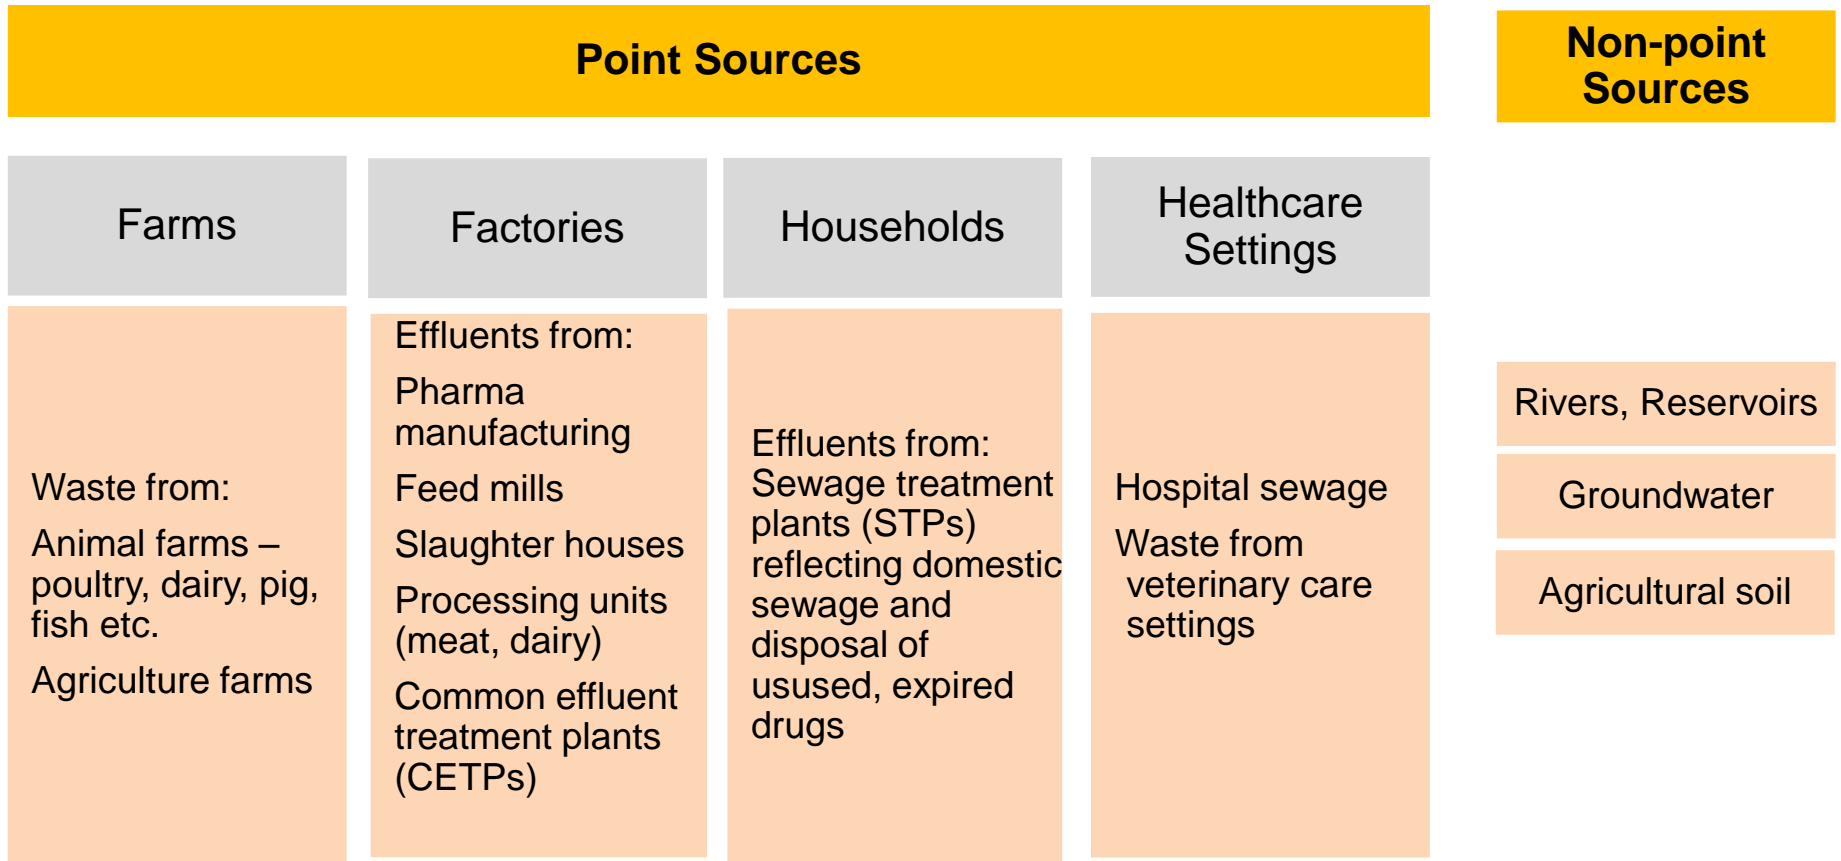 Point Sources
Non-point
Sources
Farms
Factories
Households
Healthcare
Settings
Waste from:
Animal farms –
poultry, dairy, pig,
fish etc.
Agriculture farms
Effluents from:
Pharma
manufacturing
Feed mills
Slaughter houses
Processing units
(meat, dairy)
Common effluent
treatment plants
(CETPs)
Effluents from:
Sewage treatment
plants (STPs)
reflecting domestic
sewage and
disposal of
usused, expired
drugs
Hospital sewage
Waste from
veterinary care
settings
Rivers, Reservoirs
Groundwater
Agricultural soil